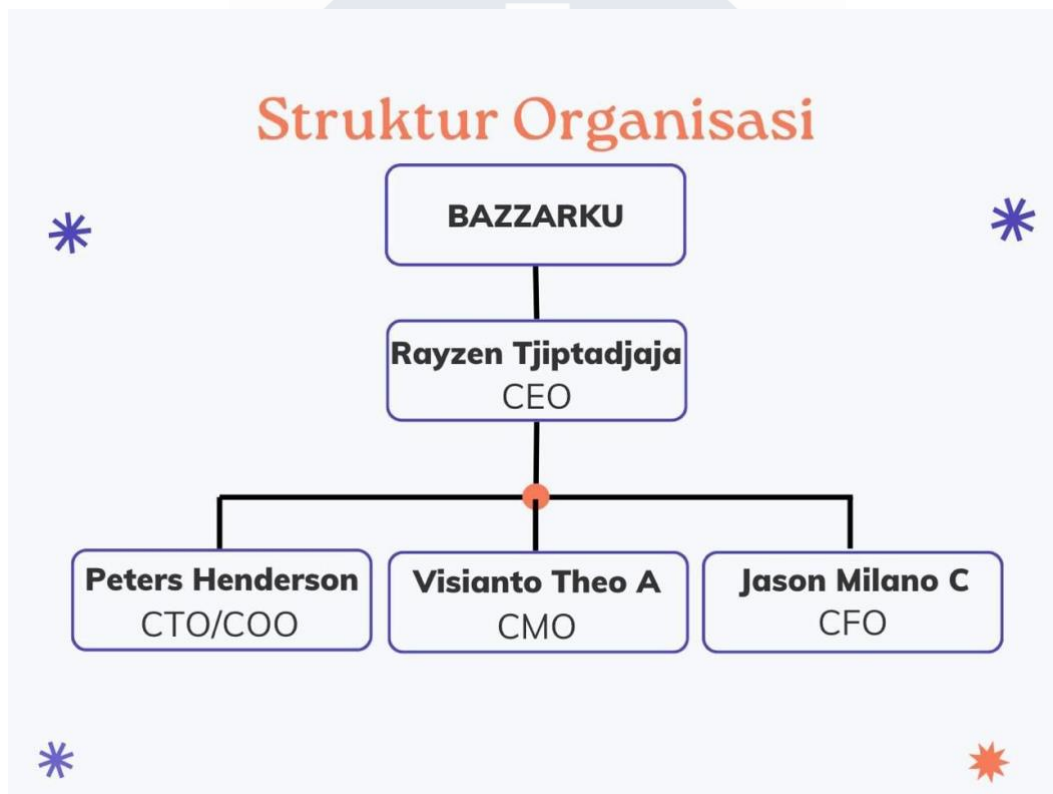 Struktur Organisasi
BAZZARKU
Rayzen Tjiptadjaja
CEO
Peters Henderson
CTO/COO
Visianto Theo A
CMO
Jason Milano C
CFO